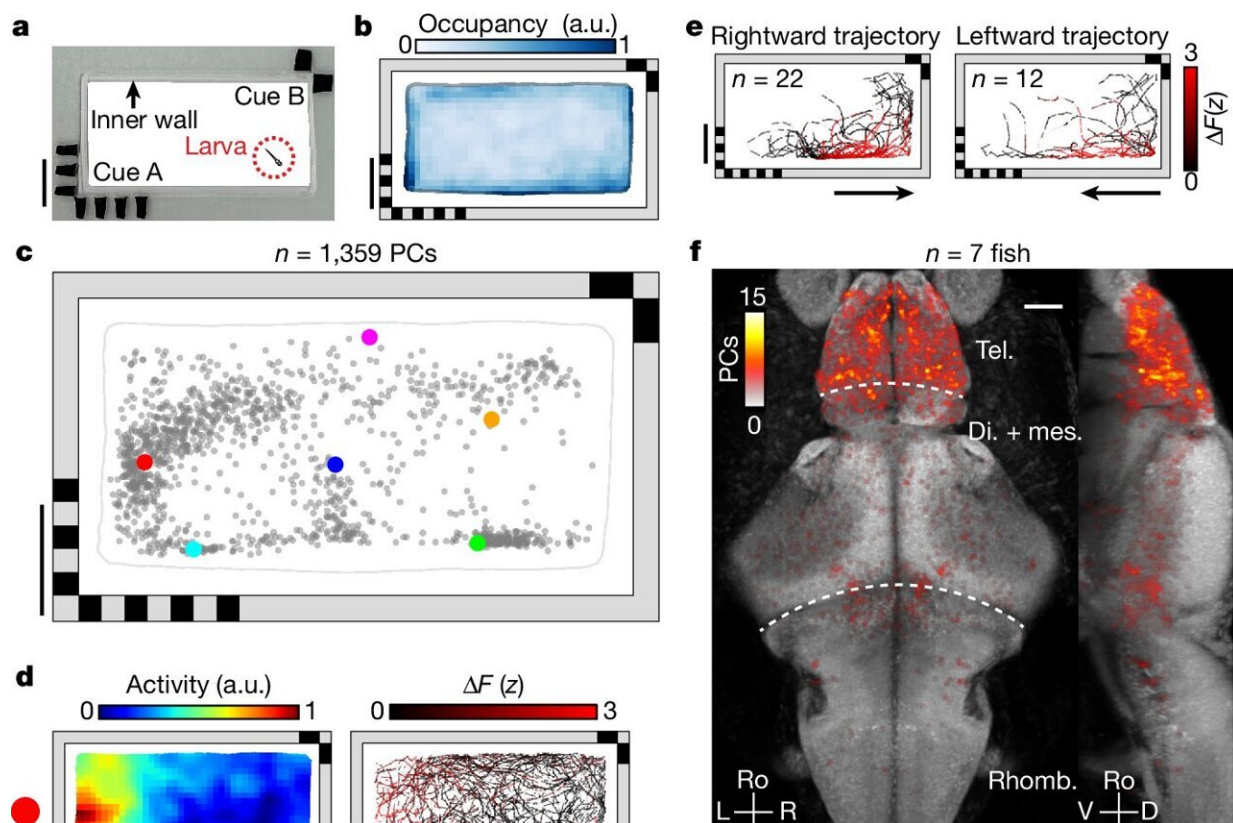 a
Inner wall
Cue B
Larva
Cue A
b
Occupancy (a.u.)
0 1
c
n = 1,359 PCs
d
Activity (a.u.)
0 1
ΔF (z)
0 3
e
Rightward trajectory
n = 22
Leftward trajectory
n = 12
3
ΔF(z)
0
f
n = 7 fish
15
PCs
0
Tel.
Di. + mes.
Rhomb.
Ro
L R
Ro
V D